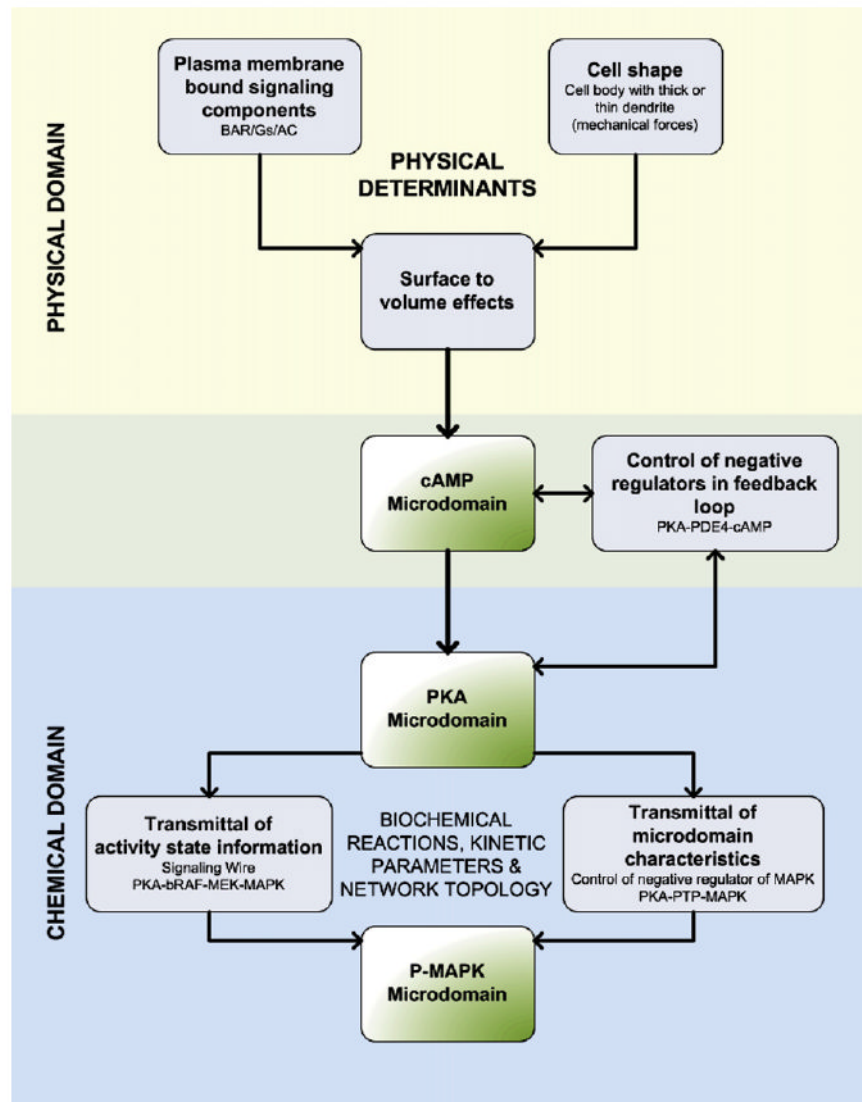 Plasma membrane
bound signaling
components
BAR/Gs/AC
Cell shape
Cell body with thick or
thin dendrite
(mechanical forces)
PHYSICAL
DETERMINANTS
PHYSICAL DOMAIN
Surface to
volume effects
cAMP
Microdomain
Control of negative
regulators in feedback
loop
PKA-PDE4-cAMP
PKA
Microdomain
CHEMICAL DOMAIN
Transmittal of
activity state information
Signaling Wire
PKA-bRAF-MEK-MAPK
BIOCHEMICAL
REACTIONS, KINETIC
PARAMETERS &
NETWORK TOPOLOGY
Transmittal of
microdomain
characteristics
Control of negative regulator of MAPK
PKA-PTP-MAPK
P-MAPK
Microdomain